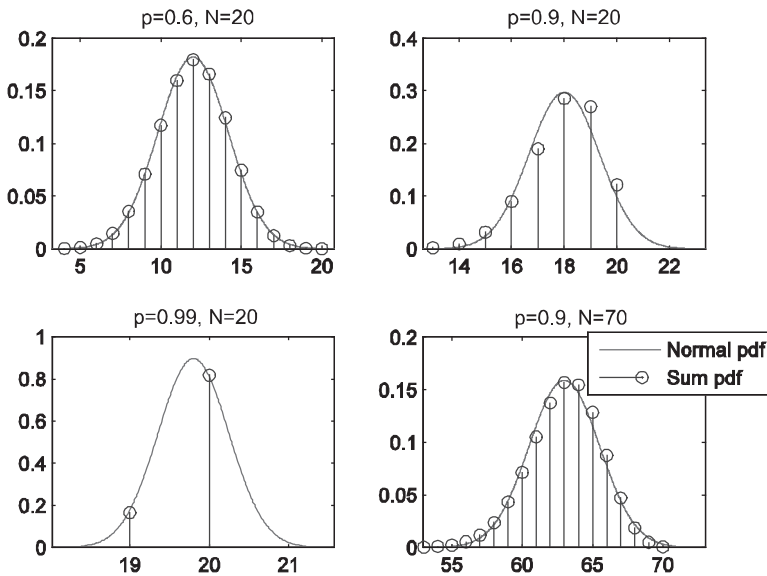 p=0.6, N=20
0.2
0.15
0.1
0.05
0
5 10 15 20
p=0.9, N=20
0.4
0.3
0.2
0.1
0
14 16 18 20 22
p=0.99, N=20
1
0.8
0.6
0.4
0.2
0
19 20 21
p=0.9, N=70
0.2
0.15
0.1
0.05
0
55 60 65 70
Normal pdf
Sum pdf